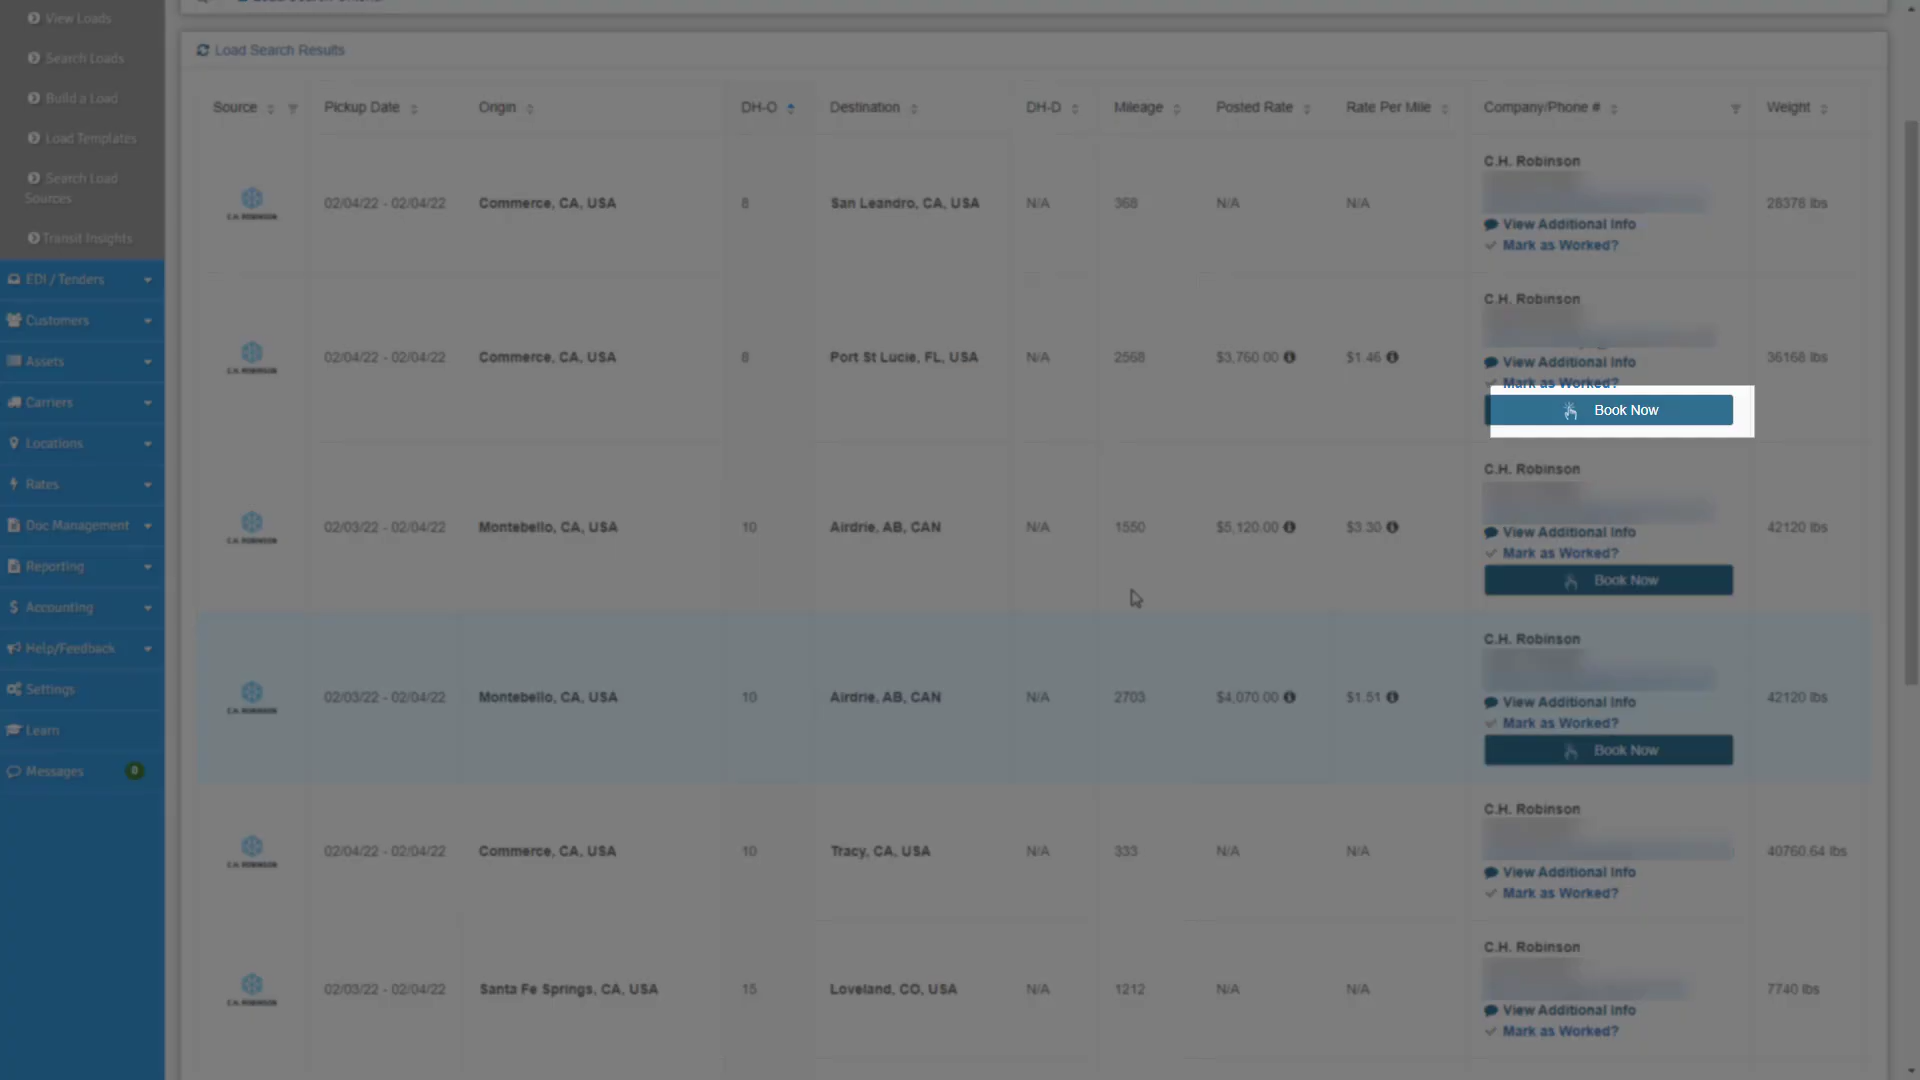 View Loads
Search Loads
Build a Load
Load Templates
Search Load
Sources
Transit Insights
EDI / Tenders
Customers
Assets
Carriers
Locations
Rates
Doc Management
Reporting
Accounting
Help/Feedback
Settings
Learn
Messages 0
Load Search Results
Source Pickup Date Origin DH-O Destination DH-D Mileage Posted Rate Rate Per Mile Company/Phone # Weight
C.H. Robinson
C.H. ROBINSON 02/04/22 - 02/04/22 Commerce, CA, USA 8 San Leandro, CA, USA N/A 368 N/A N/A 28378 lbs
View Additional Info
Mark as Worked?
C.H. Robinson
C.H. ROBINSON 02/04/22 - 02/04/22 Commerce, CA, USA 8 Port St Lucie, FL, USA N/A 2568 $3,760.00 $1.46 36168 lbs
View Additional Info
Mark as Worked?
Book Now
C.H. Robinson
C.H. ROBINSON 02/03/22 - 02/04/22 Montebello, CA, USA 10 Airdrie, AB, CAN N/A 1550 $5,120.00 $3.30 42120 lbs
View Additional Info
Mark as Worked?
Book Now
C.H. Robinson
C.H. ROBINSON 02/03/22 - 02/04/22 Montebello, CA, USA 10 Airdrie, AB, CAN N/A 2703 $4,070.00 $1.51 42120 lbs
View Additional Info
Mark as Worked?
Book Now
C.H. Robinson
C.H. ROBINSON 02/04/22 - 02/04/22 Commerce, CA, USA 10 Tracy, CA, USA N/A 333 N/A N/A 40760.64 lbs
View Additional Info
Mark as Worked?
C.H. Robinson
C.H. ROBINSON 02/03/22 - 02/04/22 Santa Fe Springs, CA, USA 15 Loveland, CO, USA N/A 1212 N/A N/A 7740 lbs
View Additional Info
Mark as Worked?